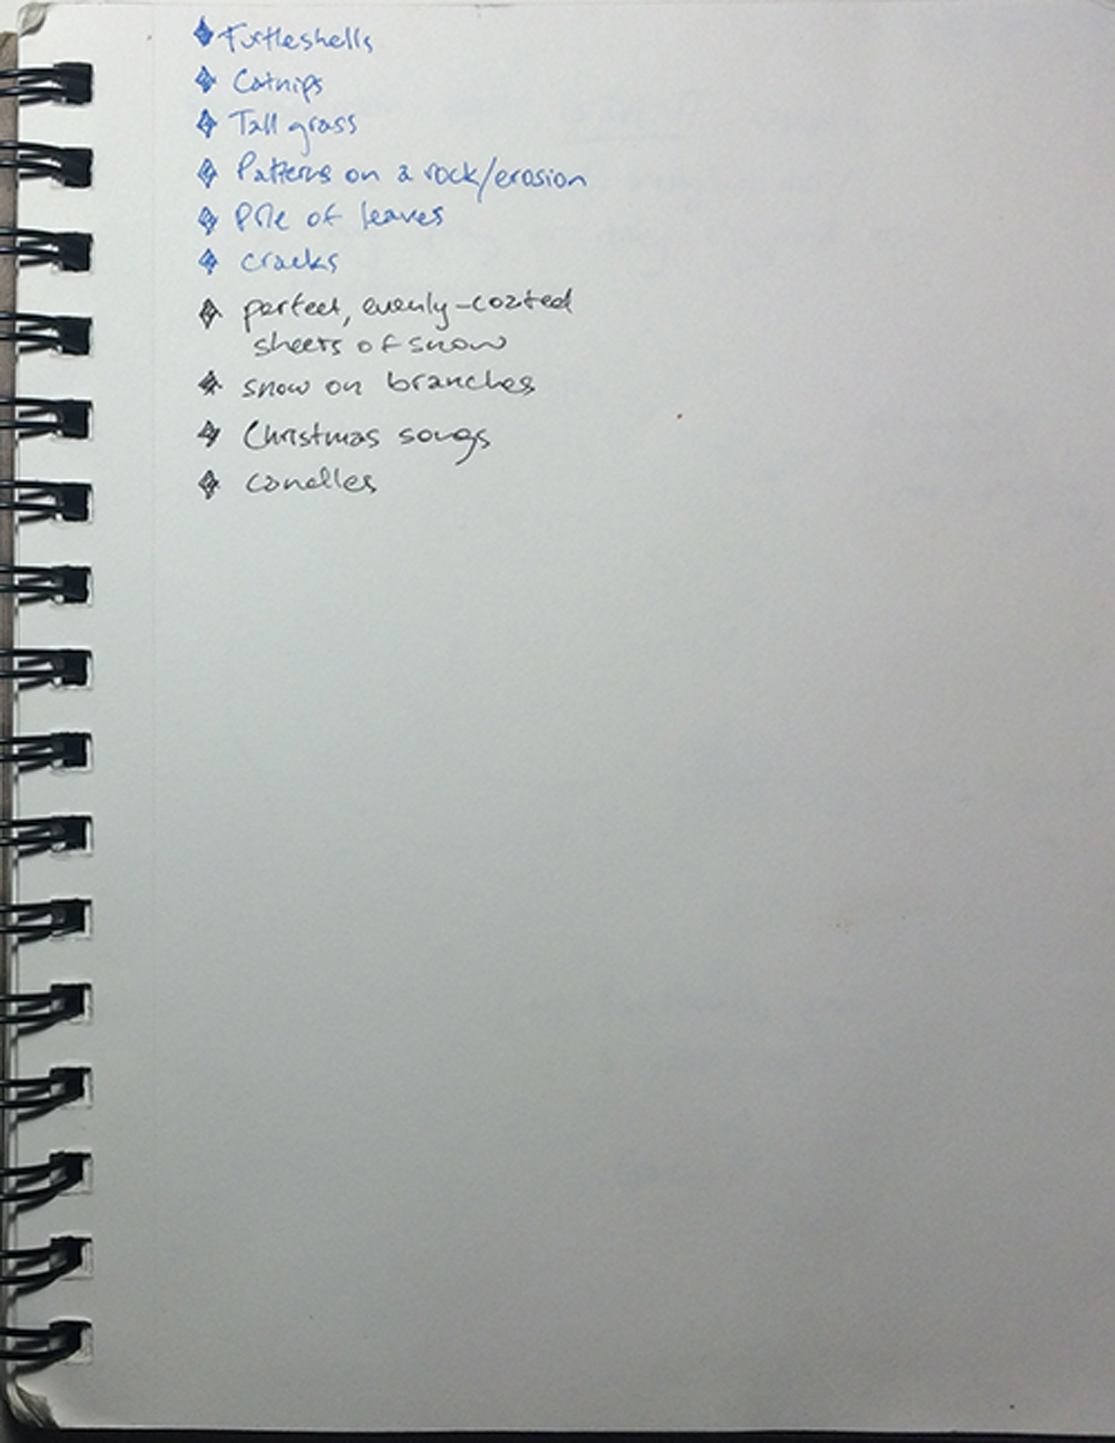 Turtleshells
Catnips
Tall grass
Patterns on a rock/erosion
Pile of leaves
cracks
perfect, evenly-coated
sheets of snow
snow on branches
Christmas songs
candles